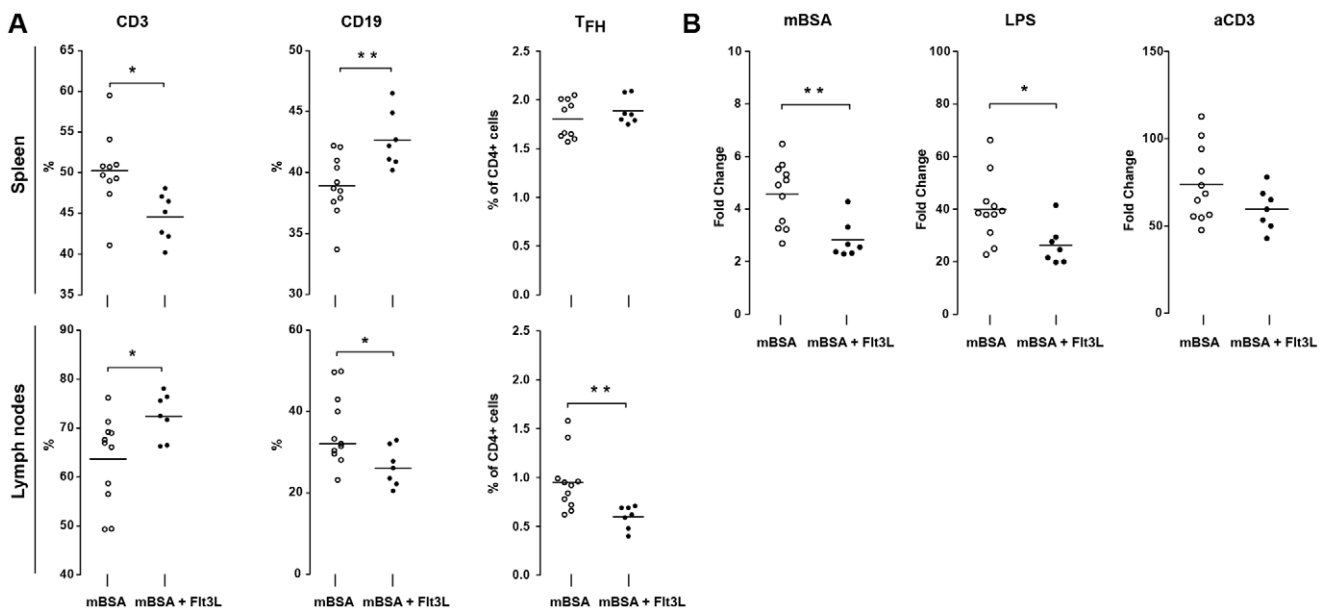 A
CD3
CD19
TFH
B
mBSA
LPS
aCD3
Spleen
%
65
60
55
50
45
40
35
*
%
50
45
40
35
30
**
% of CD4+ cells
2.5
2.0
1.5
1.0
0.5
0.0
Fold Change
10
8
6
4
2
0
**
mBSA mBSA + Flt3L
Fold Change
100
80
60
40
20
0
*
mBSA mBSA + Flt3L
Fold Change
150
100
50
0
mBSA mBSA + Flt3L
Lymph nodes
%
90
80
70
60
50
40
*
mBSA mBSA + Flt3L
%
60
40
20
0
*
mBSA mBSA + Flt3L
% of CD4+ cells
2.5
2.0
1.5
1.0
0.5
0.0
**
mBSA mBSA + Flt3L